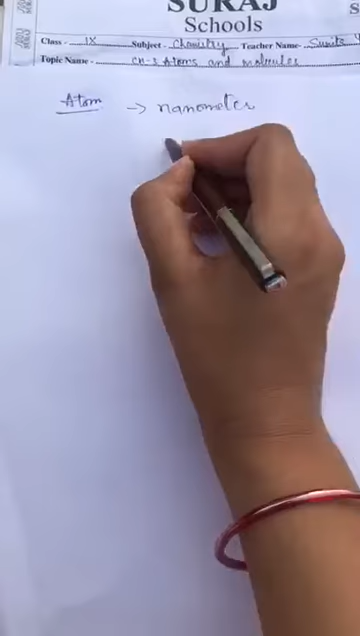 SURAJ
Schools
Class - IX Subject - Chemistry Teacher Name - Sunita
Topic Name - CH-3 Atoms and molecules
Atom → nanometer